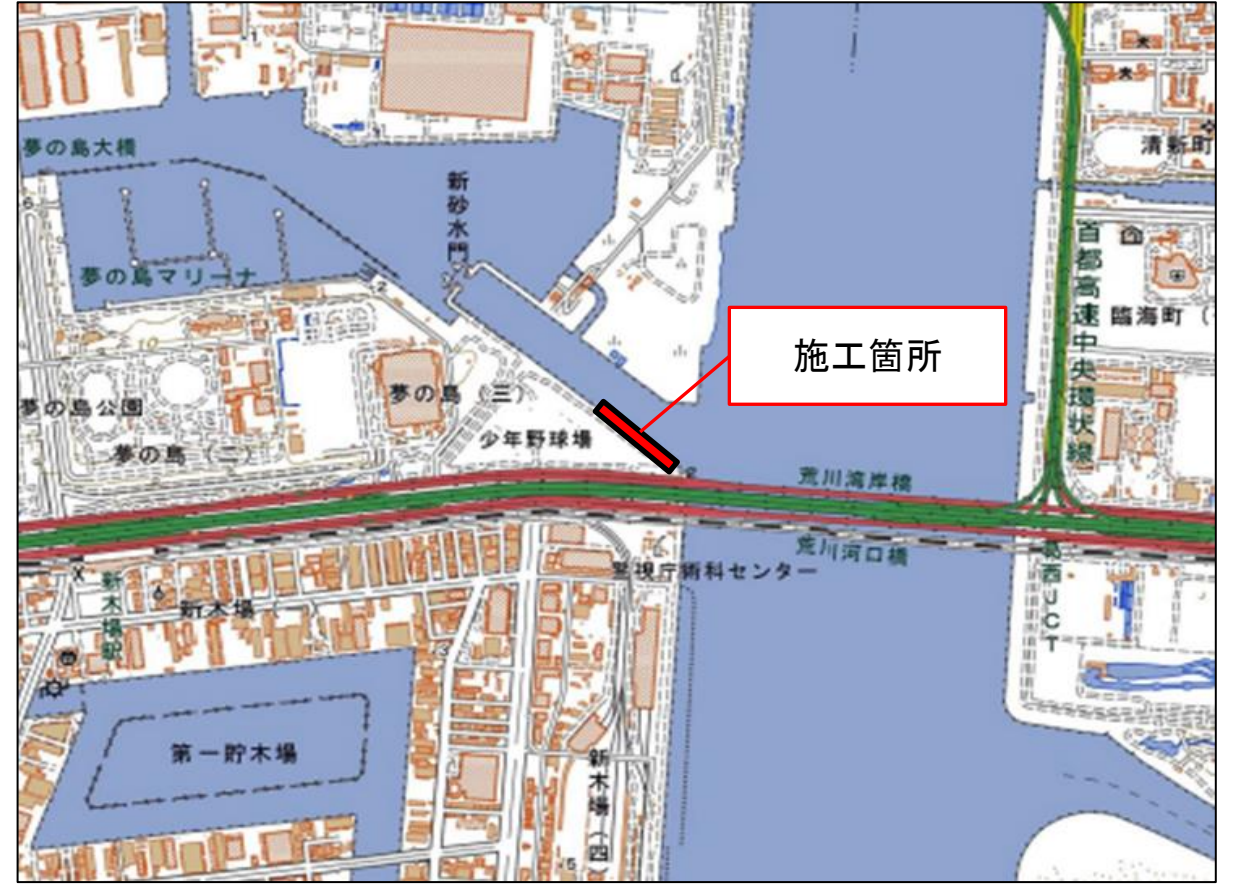 夢の島大橋
新砂水門
清新町
夢の島マリーナ
首都高速中央環状線
臨海町（
施工箇所
夢の島（三）
夢の島公園
少年野球場
夢の島（二）
荒川湾岸橋
荒川河口橋
警視庁術科センター
葛西JCT
新木場駅
新木場
第一貯木場
新木場（四）